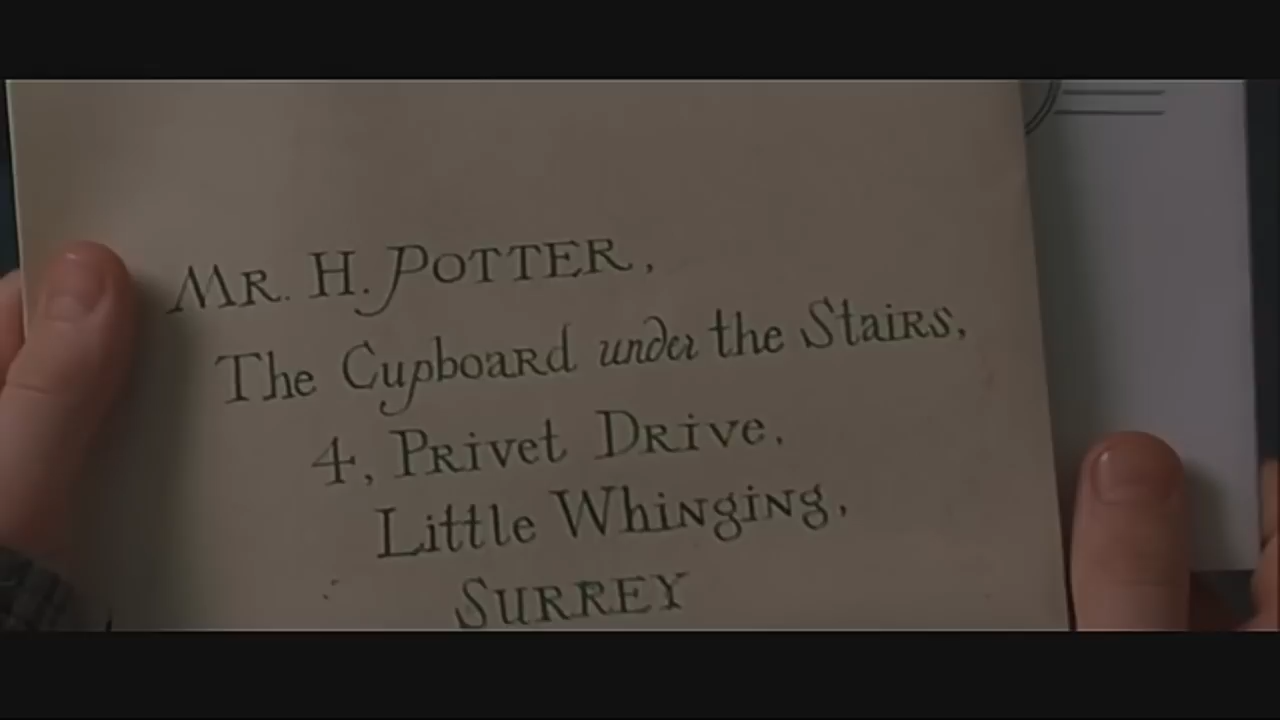 Mr. H. Potter,
The Cupboard under the Stairs,
4, Privet Drive,
Little Whinging,
Surrey